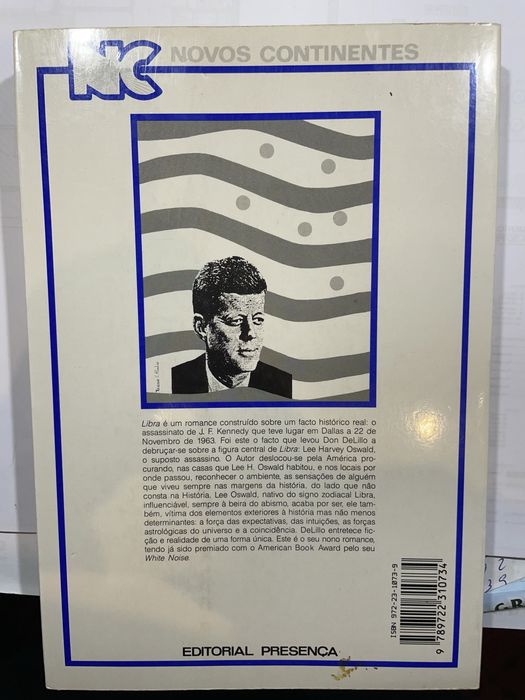 NC NOVOS CONTINENTES
Libra é um romance construído sobre um facto histórico real: o
assassinato de J. F. Kennedy que teve lugar em Dallas a 22 de
Novembro de 1963. Foi este o facto que levou Don DeLillo a
debruçar-se sobre a figura central de Libra: Lee Harvey Oswald,
o suposto assassino. O Autor deslocou-se pela América pro-
curando, nas casas que Lee H. Oswald habitou, e nos locais por
onde passou, reconhecer o ambiente, as sensações de alguém
que viveu sempre nas margens da história, do lado que não
consta na História. Lee Oswald, nativo do signo zodiacal Libra,
influenciável, sempre à beira do abismo, acaba por ser, ele tam-
bém, vítima dos elementos exteriores à história mas não menos
determinantes: a força das expectativas, das intuições, as forças
astrológicas do universo e a coincidência. DeLillo entretece fic-
ção e realidade de uma forma única. Este é o seu nono romance,
tendo já sido premiado com o American Book Award pelo seu
White Noise.
ISBN 972-23-1073-9
9 789722 310734
EDITORIAL PRESENÇA